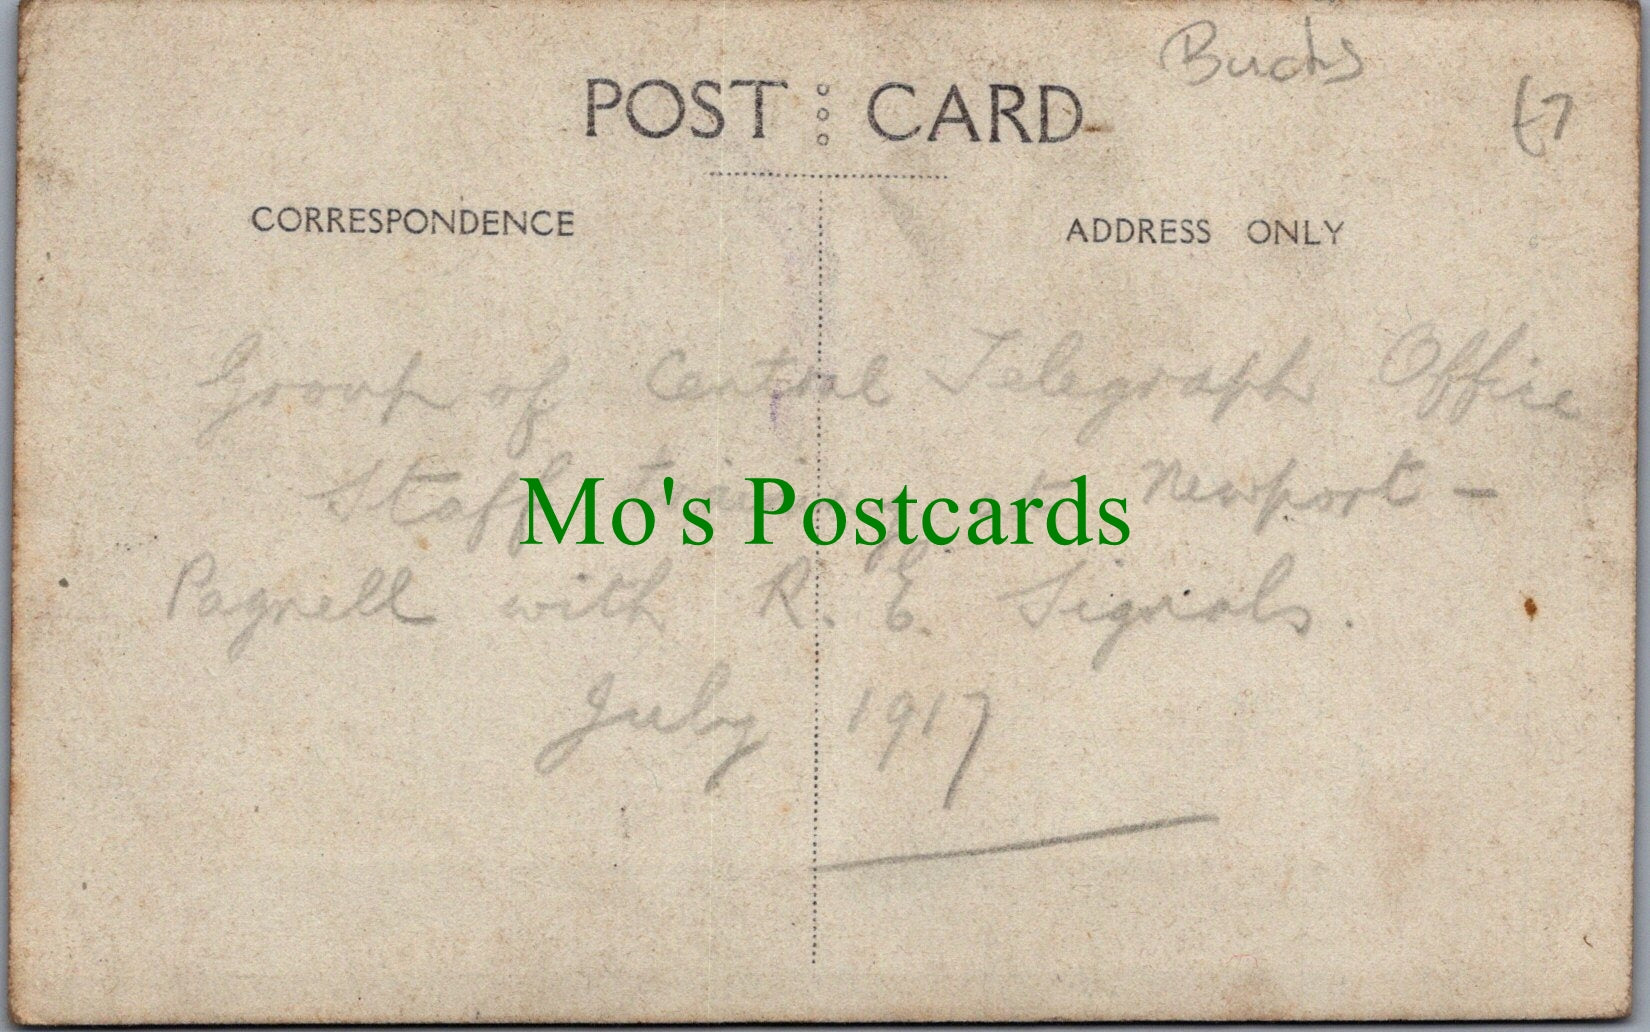 Bucks
POST CARD
£7
CORRESPONDENCE
ADDRESS ONLY
Group of Central Telegraph Office
Staff training at Newport -
Mo's Postcards
Pagnell with R. E. Signals.
July 1917